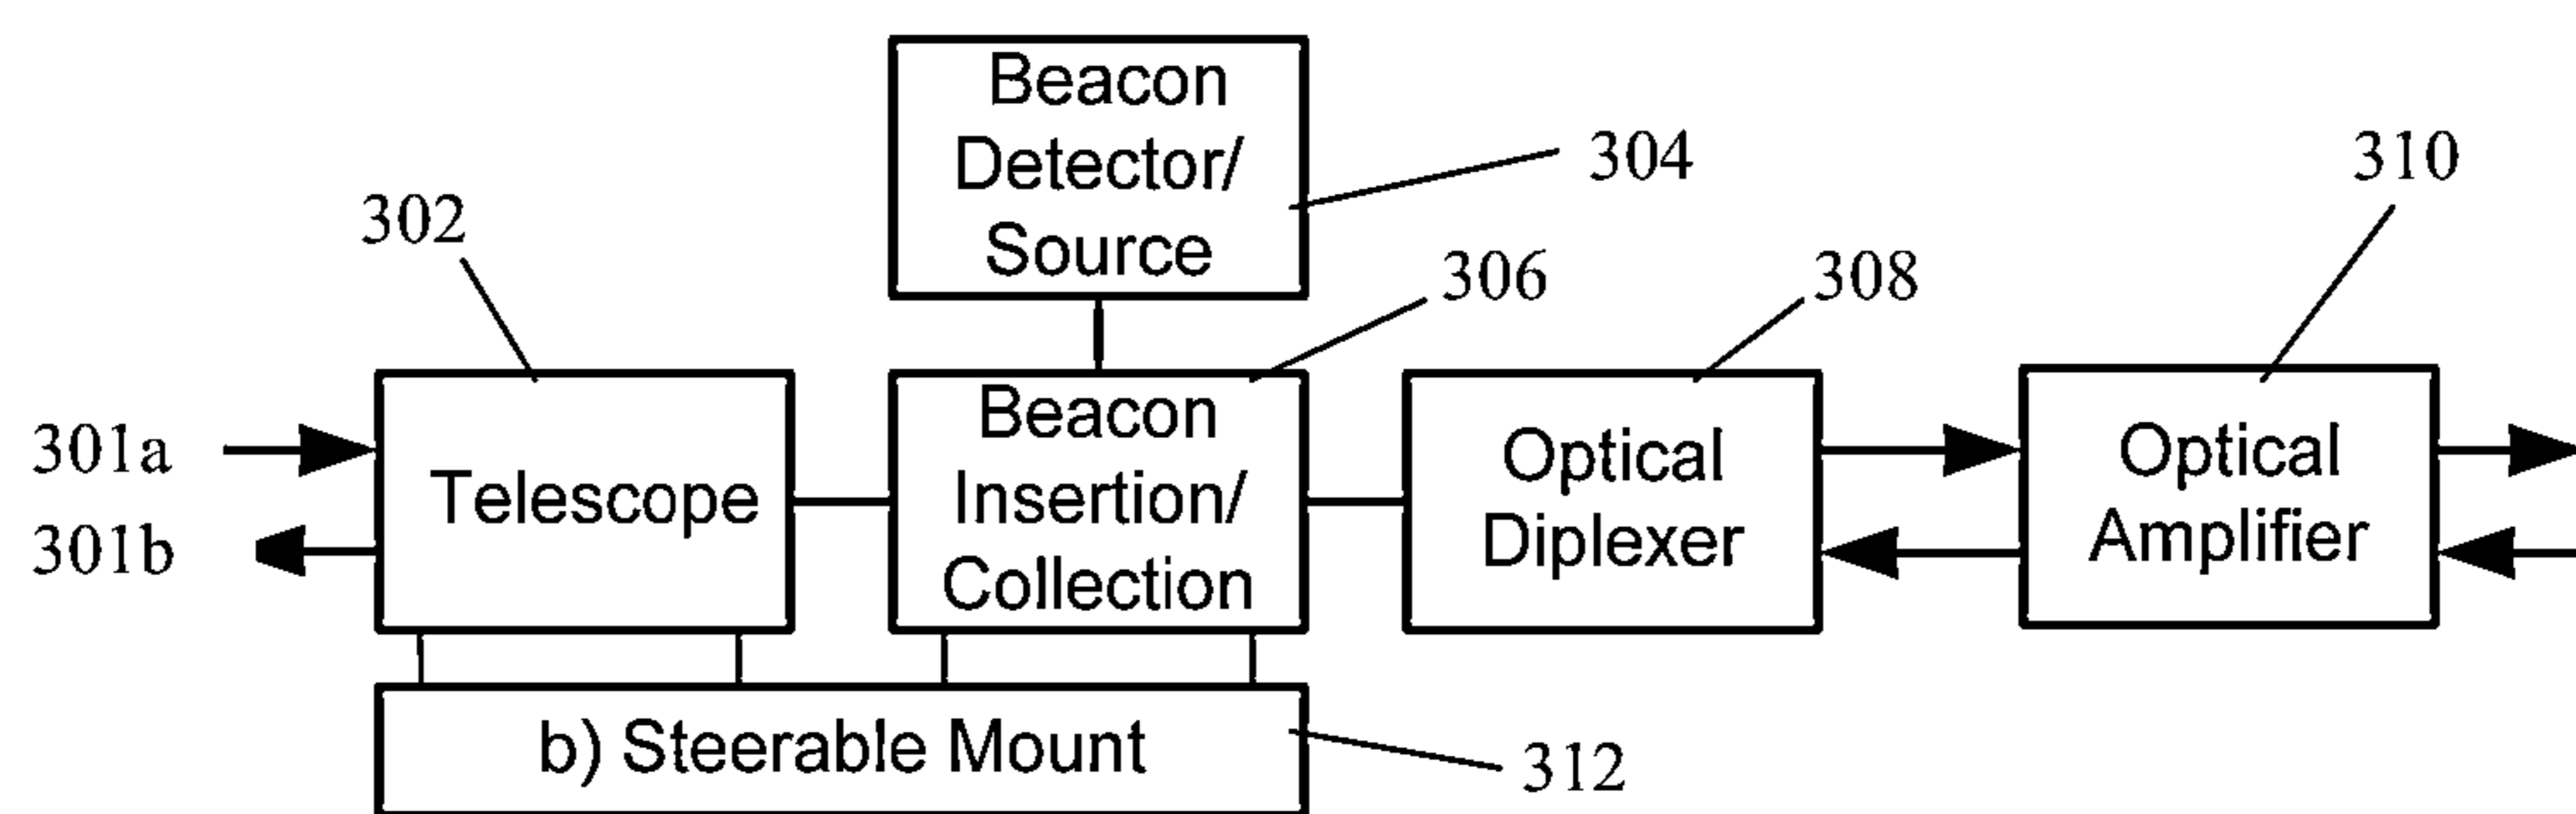 Beacon
Detector/
Source
304
310
302
306
308
301a
301b
Telescope
Beacon
Insertion/
Collection
Optical
Diplexer
Optical
Amplifier
b) Steerable Mount
312